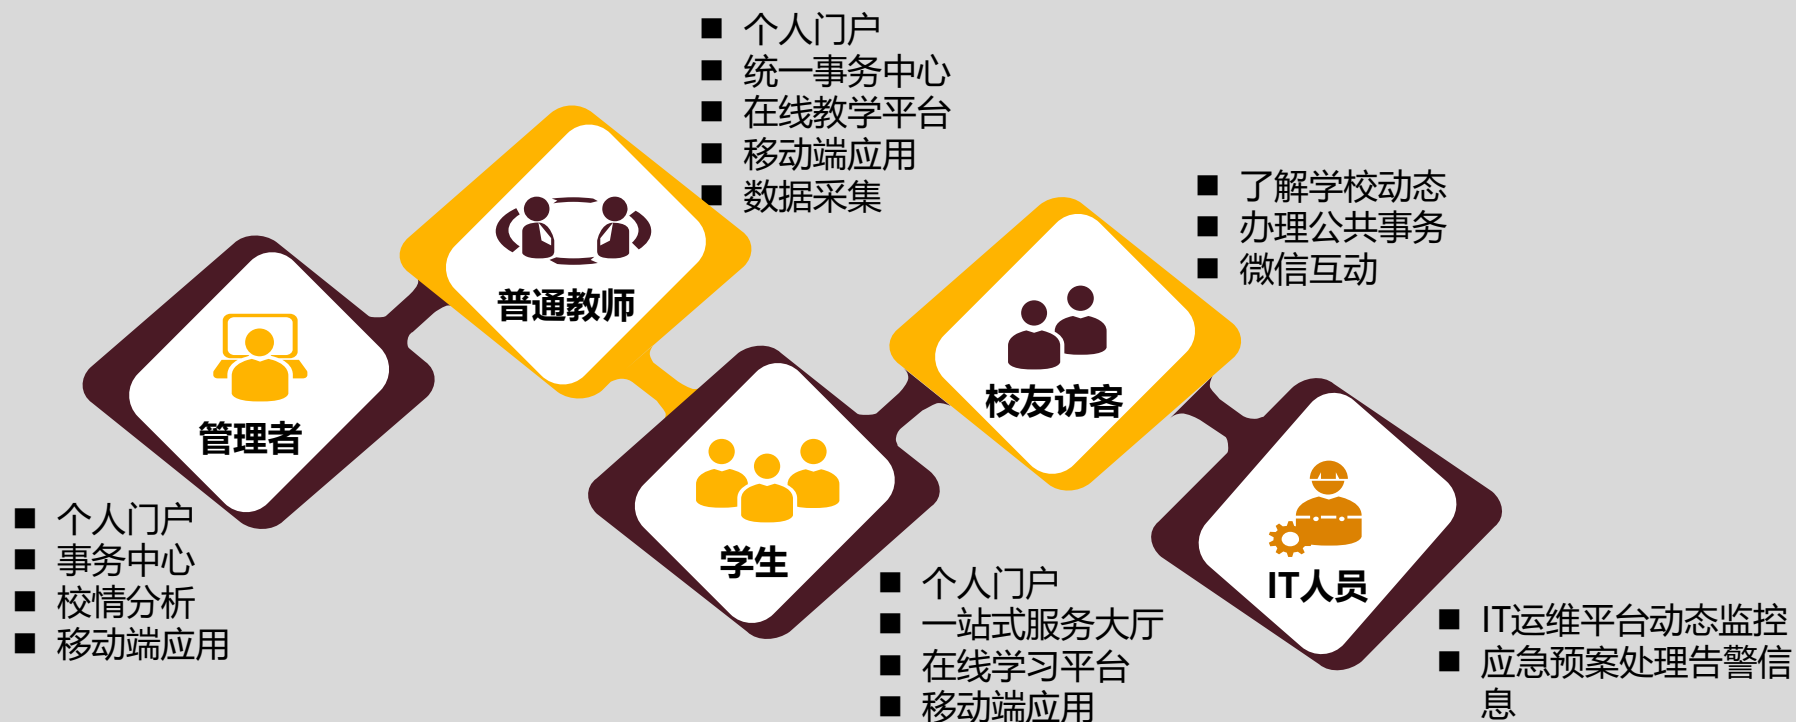 个人门户
统一事务中心
在线教学平台
移动端应用
数据采集
普通教师
了解学校动态
办理公共事务
微信互动
管理者
校友访客
个人门户
事务中心
校情分析
移动端应用
学生
个人门户
一站式服务大厅
在线学习平台
移动端应用
IT人员
IT运维平台动态监控
应急预案处理告警信
息